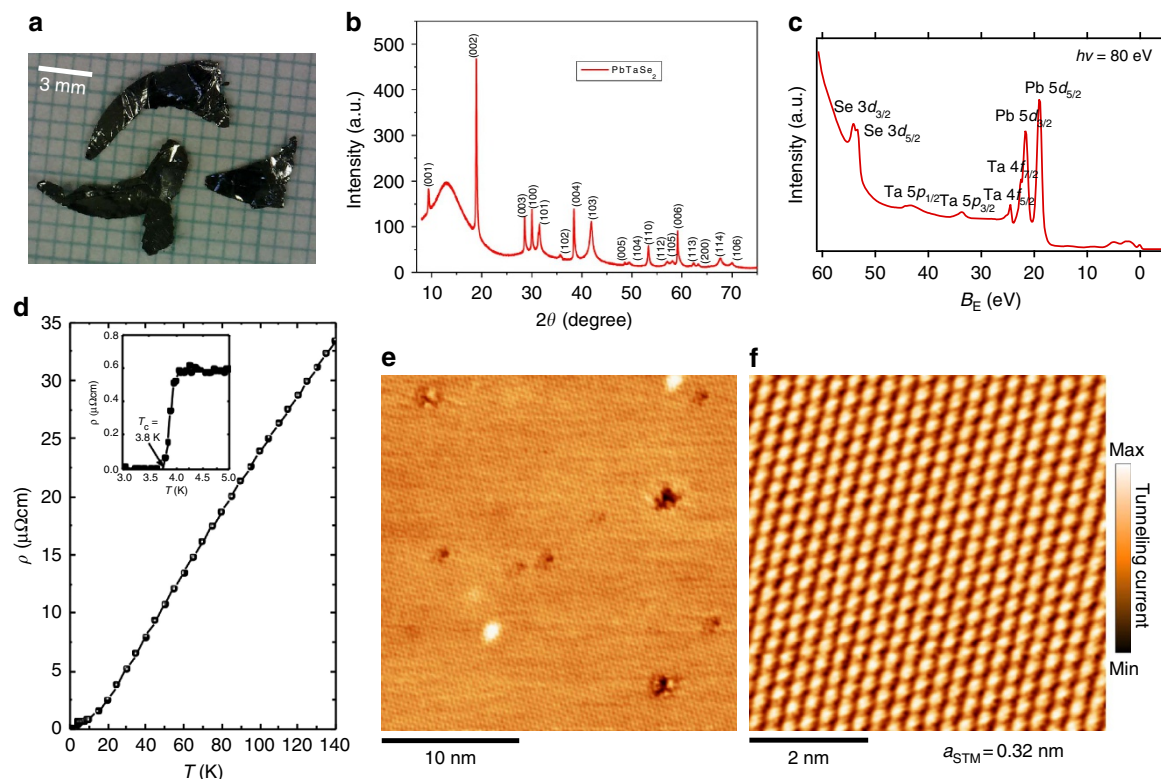 a
3 mm
b
500
400
300
200
100
0
Intensity (a.u.)
10 20 30 40 50 60 70
2θ (degree)
PbTaSe₂
(001)
(002)
(003)
(100)
(101)
(102)
(004)
(103)
(005)
(104)
(110)
(112)
(105)
(006)
(113)
(200)
(114)
(106)
c
hν = 80 eV
Intensity (a.u.)
Se 3d₃/₂
Se 3d₅/₂
Ta 5p₁/₂
Ta 5p₃/₂
Ta 4f₅/₂
Ta 4f₇/₂
Pb 5d₃/₂
Pb 5d₅/₂
60 50 40 30 20 10 0
B_E (eV)
d
35
30
25
20
15
10
5
0
ρ (μΩcm)
0 20 40 60 80 100 120 140
T (K)
0.8
0.6
0.4
0.2
0.0
ρ (μΩcm)
T_c =
3.8 K
3.0 3.5 4.0 4.5 5.0
T (K)
e
10 nm
f
2 nm
a_STM = 0.32 nm
Max
Tunneling current
Min